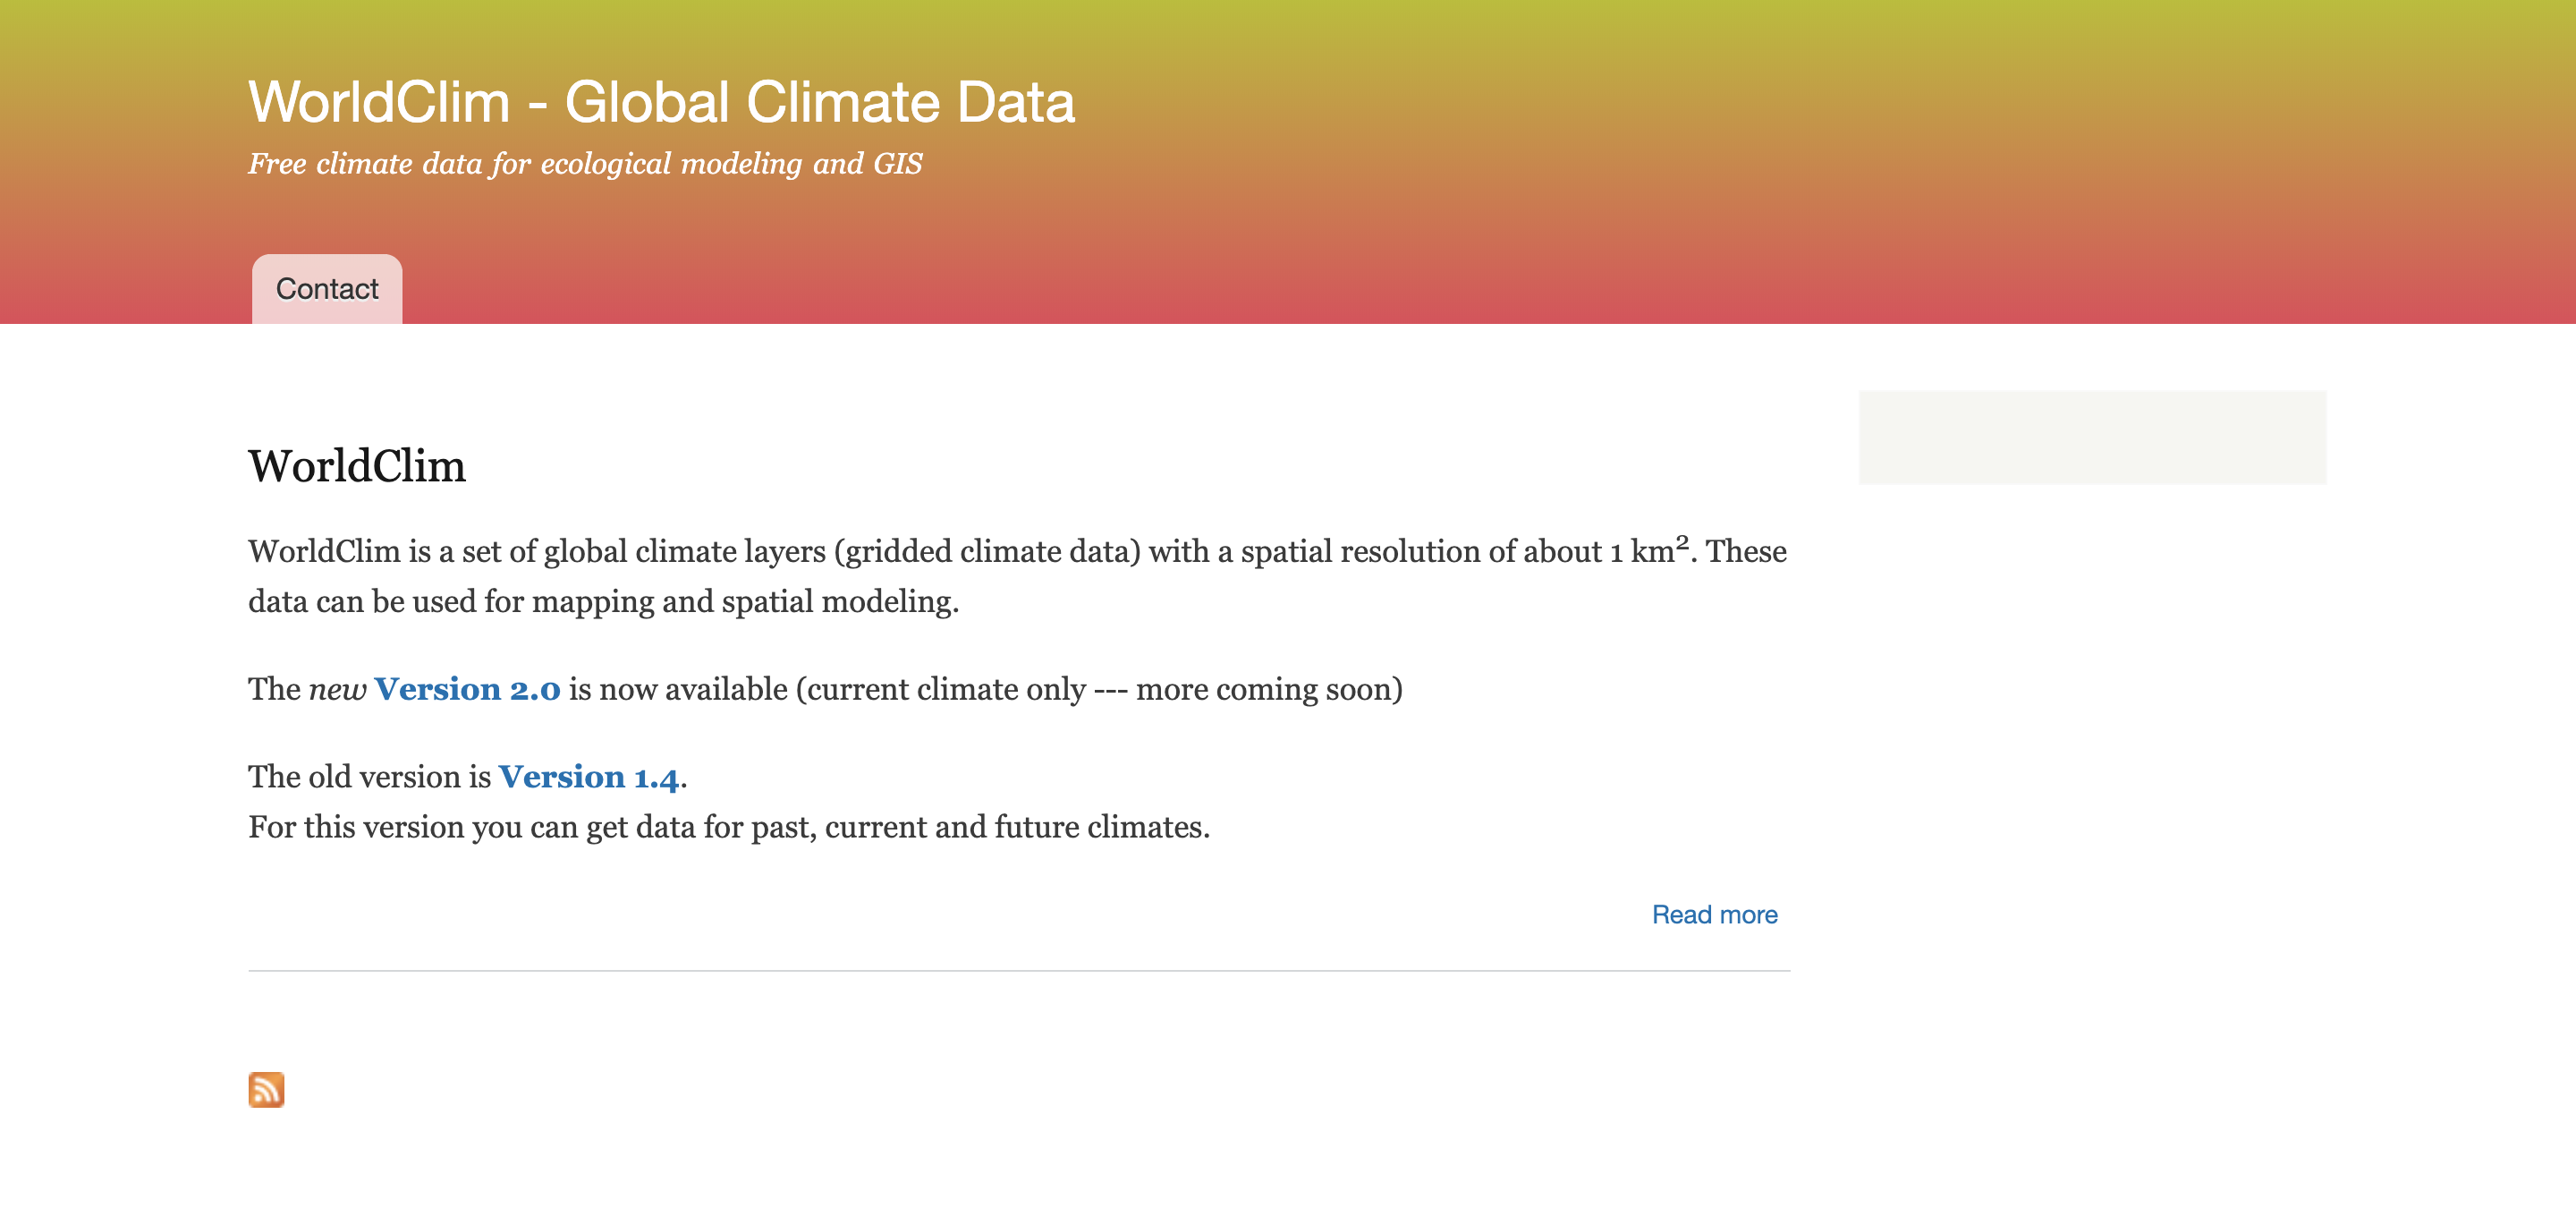 WorldClim - Global Climate Data
Free climate data for ecological modeling and GIS
Contact
WorldClim
WorldClim is a set of global climate layers (gridded climate data) with a spatial resolution of about 1 km². These
data can be used for mapping and spatial modeling.
The new Version 2.0 is now available (current climate only --- more coming soon)
The old version is Version 1.4.
For this version you can get data for past, current and future climates.
Read more